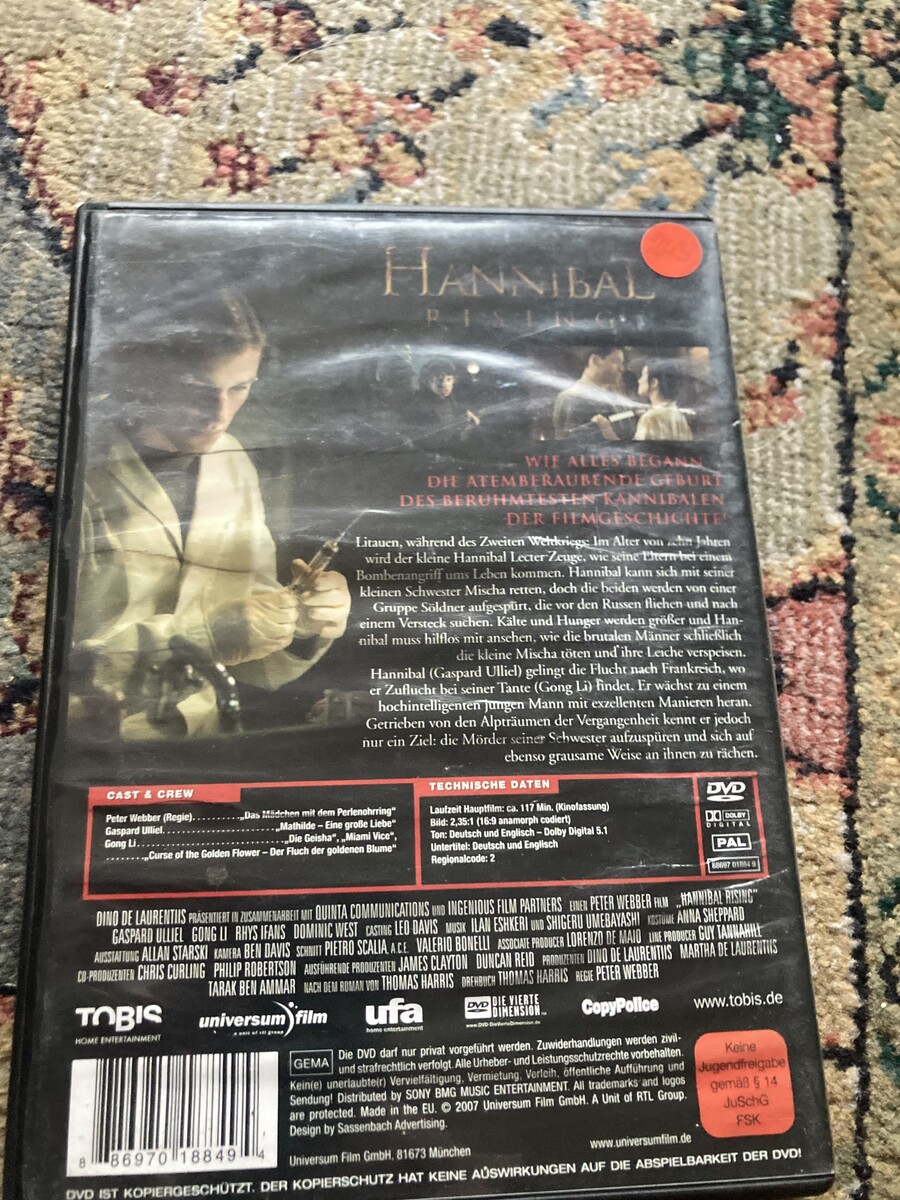 HANNIBAL
RISING
WIE ALLES BEGANN
DIE ATEMBERAUBENDE GEBURT
DES BERÜHMTESTEN KANNIBALEN
DER FILMGESCHICHTE!
Litauen, während des Zweiten Weltkriegs: Im Alter von zehn Jahren
wird der kleine Hannibal Lecter Zeuge, wie seine Eltern bei einem
Bombenangriff ums Leben kommen. Hannibal kann sich mit seiner
kleinen Schwester Mischa retten, doch die beiden werden von einer
Gruppe Söldner aufgespürt, die vor den Russen fliehen und nach
einem Versteck suchen. Kälte und Hunger werden größer und Han-
nibal muss hilflos mit ansehen, wie die brutalen Männer schließlich
die kleine Mischa töten und ihre Leiche verspeisen.
Hannibal (Gaspard Ulliel) gelingt die Flucht nach Frankreich, wo
er Zuflucht bei seiner Tante (Gong Li) findet. Er wächst zu einem
hochintelligenten jungen Mann mit exzellenten Manieren heran.
Getrieben von den Alpträumen der Vergangenheit kennt er jedoch
nur ein Ziel: die Mörder seiner Schwester aufzuspüren und sich auf
ebenso grausame Weise an ihnen zu rächen.
CAST & CREW
Peter Webber (Regie)..........„Das Mädchen mit dem Perlenohrring“
Gaspard Ulliel..........................„Mathilde – Eine große Liebe“
Gong Li..................................„Die Geisha“, „Miami Vice“,
.......„Curse of the Golden Flower – Der Fluch der goldenen Blume“
TECHNISCHE DATEN
Laufzeit Hauptfilm: ca. 117 Min. (Kinofassung)
Bild: 2,35:1 (16:9 anamorph codiert)
Ton: Deutsch und Englisch – Dolby Digital 5.1
Untertitel: Deutsch und Englisch
Regionalcode: 2
DVD
DOLBY
DIGITAL
PAL
88697 01884 9
DINO DE LAURENTIIS PRÄSENTIERT IN ZUSAMMENARBEIT MIT QUINTA COMMUNICATIONS UND INGENIOUS FILM PARTNERS EINEN PETER WEBBER FILM „HANNIBAL RISING“
GASPARD ULLIEL GONG LI RHYS IFANS DOMINIC WEST CASTING LEO DAVIS MUSIK ILAN ESHKERI UND SHIGERU UMEBAYASHI KOSTÜME ANNA SHEPPARD
AUSSTATTUNG ALLAN STARSKI KAMERA BEN DAVIS SCHNITT PIETRO SCALIA, A.C.E. VALERIO BONELLI ASSOCIATE PRODUCER LORENZO DE MAIO LINE PRODUCER GUY TANNAHILL
CO-PRODUZENTEN CHRIS CURLING PHILIP ROBERTSON AUSFÜHRENDE PRODUZENTEN JAMES CLAYTON DUNCAN REID PRODUZENTEN DINO DE LAURENTIIS MARTHA DE LAURENTIIS
TARAK BEN AMMAR NACH DEM ROMAN VON THOMAS HARRIS DREHBUCH THOMAS HARRIS REGIE PETER WEBBER
TOBIS
HOME ENTERTAINMENT
universum film
a unit of rtl group
ufa
home entertainment
DVD DIE VIERTE
DIMENSION
www.DVD-DieVierteDimension.de
CopyPolice
www.tobis.de
GEMA
Die DVD darf nur privat vorgeführt werden. Zuwiderhandlungen werden zivil-
und strafrechtlich verfolgt. Alle Urheber- und Leistungsschutzrechte vorbehalten.
Kein(e) unerlaubte(r) Vervielfältigung, Vermietung, Verleih, öffentliche Aufführung und
Sendung! Distributed by SONY BMG MUSIC ENTERTAINMENT. All trademarks and logos
are protected. Made in the EU. © 2007 Universum Film GmbH. A Unit of RTL Group.
Design by Sassenbach Advertising.
Universum Film GmbH, 81673 München
www.universumfilm.de
Keine
Jugendfreigabe
gemäß § 14
JuSchG
FSK
8 86970 18849 4
DVD IST KOPIERGESCHÜTZT. DER KOPIERSCHUTZ HAT KEINE AUSWIRKUNGEN AUF DIE ABSPIELBARKEIT DER DVD!